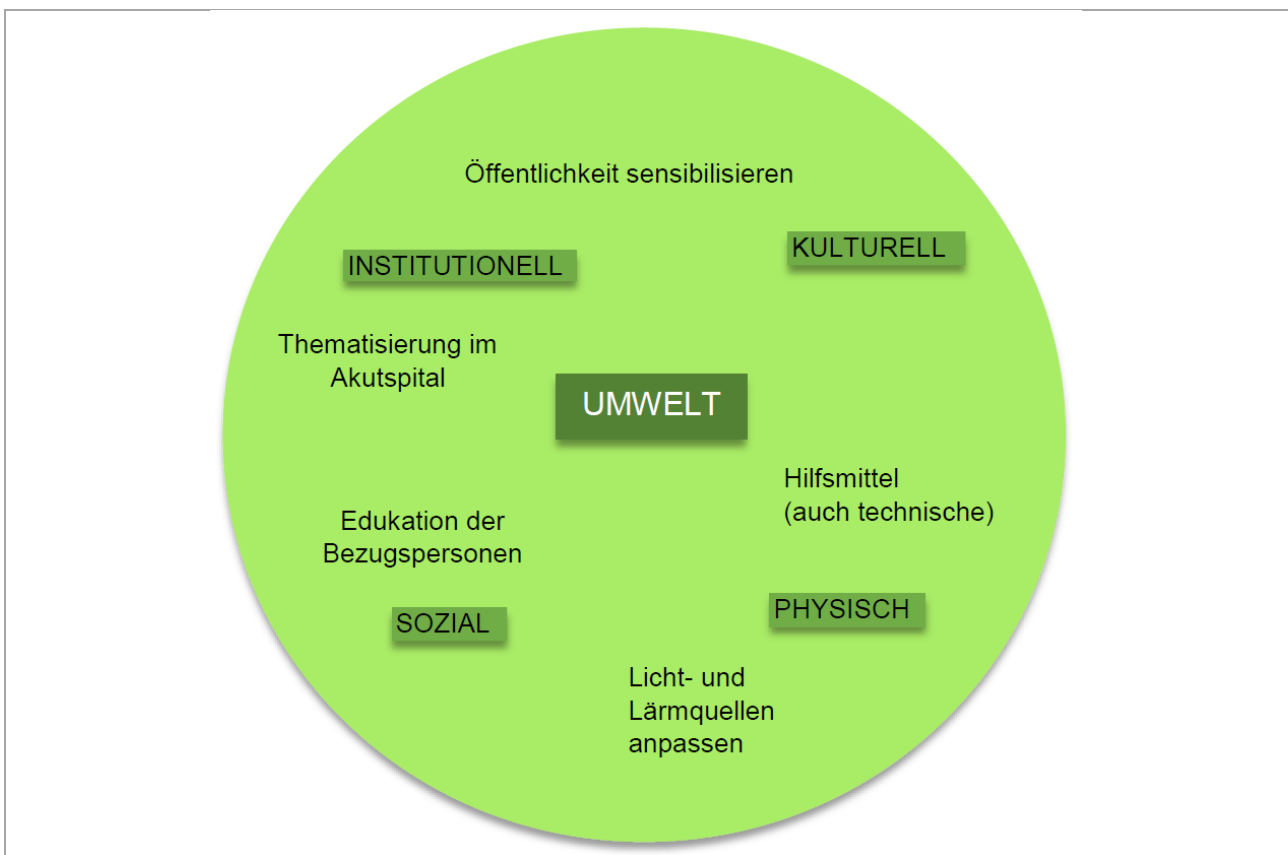 Öffentlichkeit sensibilisieren
KULTURELL
INSTITUTIONELL
Thematisierung im
Akutspital
UMWELT
Hilfsmittel
(auch technische)
Edukation der
Bezugspersonen
PHYSISCH
SOZIAL
Licht- und
Lärmquellen
anpassen